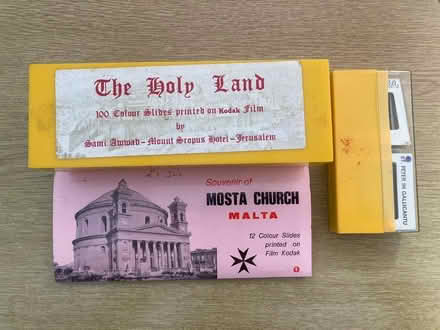 The Holy Land
100 Colour Slides printed on Kodak Film
by
Sami Awwad – Mount Scopus Hotel – Jerusalem
Souvenir of
MOSTA CHURCH
MALTA
12 Colour Slides
printed on
Film Kodak
1
PETER IN GALLICANTU